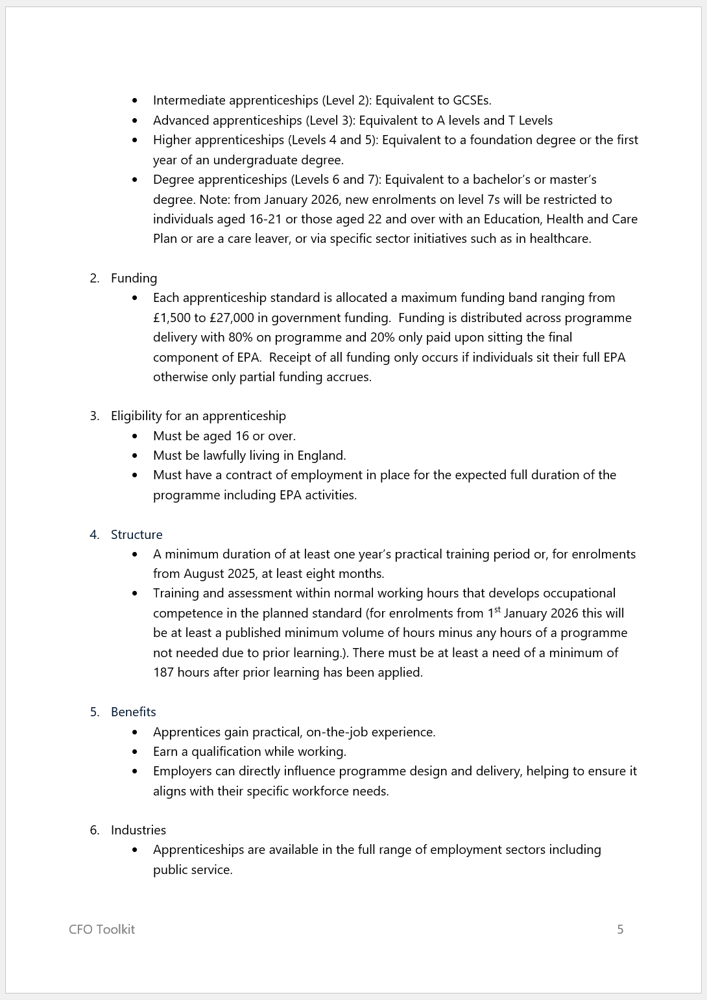 • Intermediate apprenticeships (Level 2): Equivalent to GCSEs.
• Advanced apprenticeships (Level 3): Equivalent to A levels and T Levels
• Higher apprenticeships (Levels 4 and 5): Equivalent to a foundation degree or the first
year of an undergraduate degree.
• Degree apprenticeships (Levels 6 and 7): Equivalent to a bachelor’s or master’s
degree. Note: from January 2026, new enrolments on level 7s will be restricted to
individuals aged 16-21 or those aged 22 and over with an Education, Health and Care
Plan or are a care leaver, or via specific sector initiatives such as in healthcare.
2. Funding
• Each apprenticeship standard is allocated a maximum funding band ranging from
£1,500 to £27,000 in government funding.  Funding is distributed across programme
delivery with 80% on programme and 20% only paid upon sitting the final
component of EPA.  Receipt of all funding only occurs if individuals sit their full EPA
otherwise only partial funding accrues.
3. Eligibility for an apprenticeship
• Must be aged 16 or over.
• Must be lawfully living in England.
• Must have a contract of employment in place for the expected full duration of the
programme including EPA activities.
4. Structure
• A minimum duration of at least one year’s practical training period or, for enrolments
from August 2025, at least eight months.
• Training and assessment within normal working hours that develops occupational
competence in the planned standard (for enrolments from 1st January 2026 this will
be at least a published minimum volume of hours minus any hours of a programme
not needed due to prior learning.). There must be at least a need of a minimum of
187 hours after prior learning has been applied.
5. Benefits
• Apprentices gain practical, on-the-job experience.
• Earn a qualification while working.
• Employers can directly influence programme design and delivery, helping to ensure it
aligns with their specific workforce needs.
6. Industries
• Apprenticeships are available in the full range of employment sectors including
public service.
CFO Toolkit 5